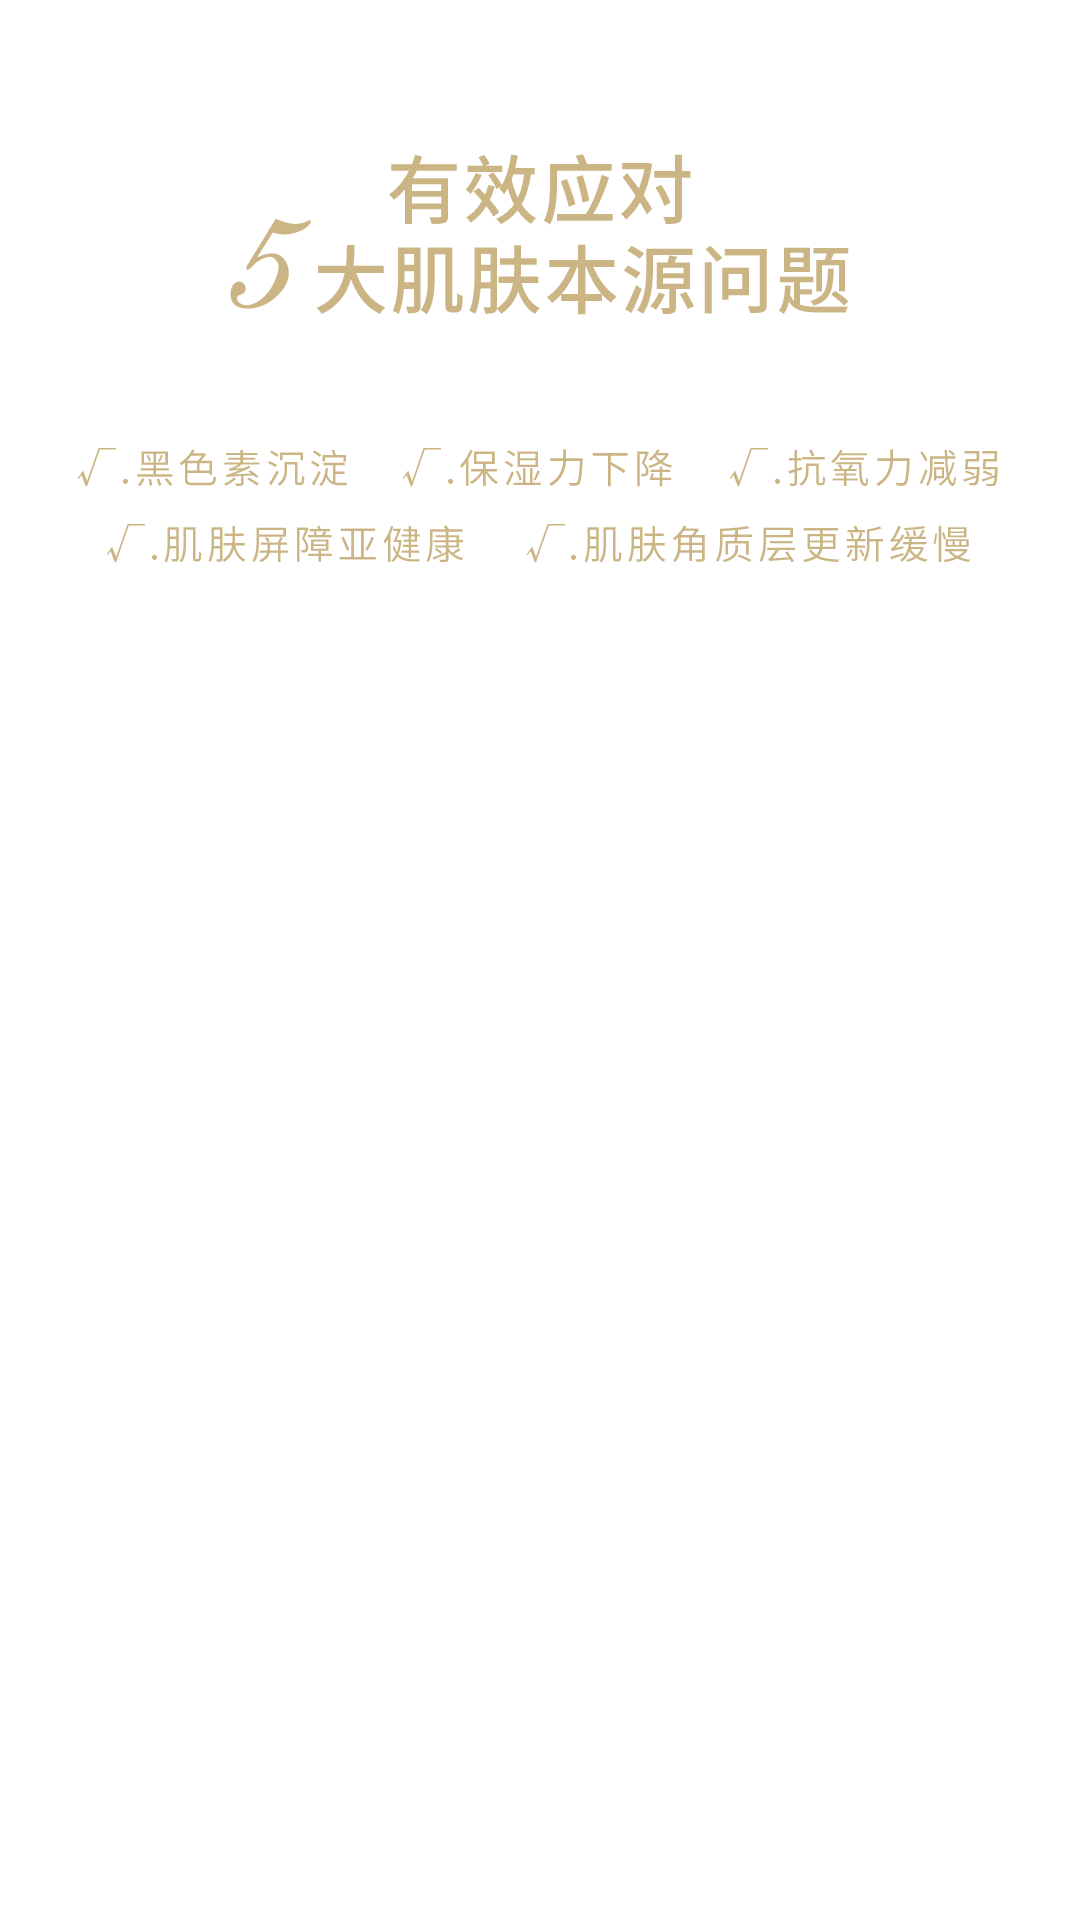 有效应对
5大肌肤本源问题
√.黑色素沉淀 √.保湿力下降 √.抗氧力减弱
√.肌肤屏障亚健康 √.肌肤角质层更新缓慢